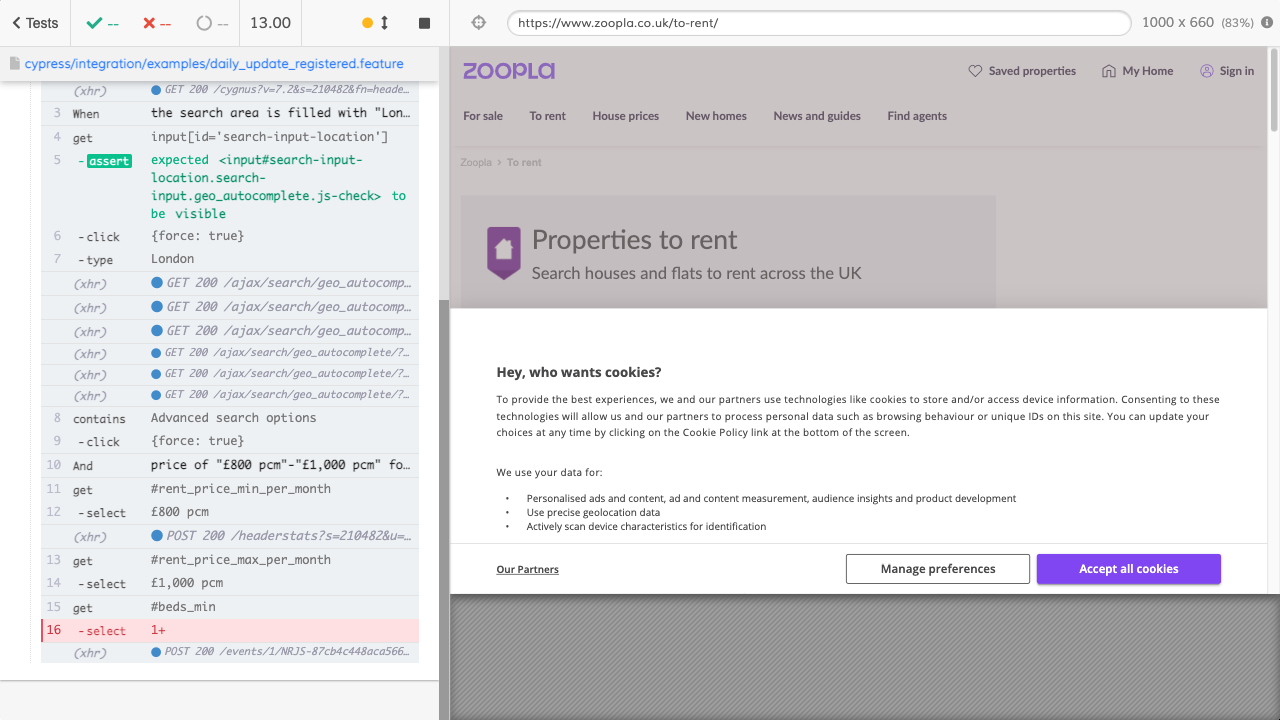 Tests
--
--
--
13.00
https://www.zoopla.co.uk/to-rent/
1000 x 660 (83%)
cypress/integration/examples/daily_update_registered.feature
(xhr) GET 200 /cygnus?v=7.2&s=210482&fn=heade...
3 When the search area is filled with "Lon...
4 get input[id='search-input-location']
5 -assert expected <input#search-input-
location.search-
input.geo_autocomplete.js-check> to
be visible
6 -click {force: true}
7 -type London
(xhr) GET 200 /ajax/search/geo_autocomp...
(xhr) GET 200 /ajax/search/geo_autocomp...
(xhr) GET 200 /ajax/search/geo_autocomp...
(xhr) GET 200 /ajax/search/geo_autocomplete/?...
(xhr) GET 200 /ajax/search/geo_autocomplete/?...
(xhr) GET 200 /ajax/search/geo_autocomplete/?...
8 contains Advanced search options
9 -click {force: true}
10 And price of "£800 pcm"-"£1,000 pcm" fo...
11 get #rent_price_min_per_month
12 -select £800 pcm
(xhr) POST 200 /headerstats?s=210482&u=...
13 get #rent_price_max_per_month
14 -select £1,000 pcm
15 get #beds_min
16 -select 1+
(xhr) POST 200 /events/1/NRJS-87cb4c448aca566...
ZOOPLA
Saved properties
My Home
Sign in
For sale
To rent
House prices
New homes
News and guides
Find agents
Zoopla > To rent
Properties to rent
Search houses and flats to rent across the UK
Hey, who wants cookies?
To provide the best experiences, we and our partners use technologies like cookies to store and/or access device information. Consenting to these
technologies will allow us and our partners to process personal data such as browsing behaviour or unique IDs on this site. You can update your
choices at any time by clicking on the Cookie Policy link at the bottom of the screen.
We use your data for:
• Personalised ads and content, ad and content measurement, audience insights and product development
• Use precise geolocation data
• Actively scan device characteristics for identification
Our Partners
Manage preferences
Accept all cookies